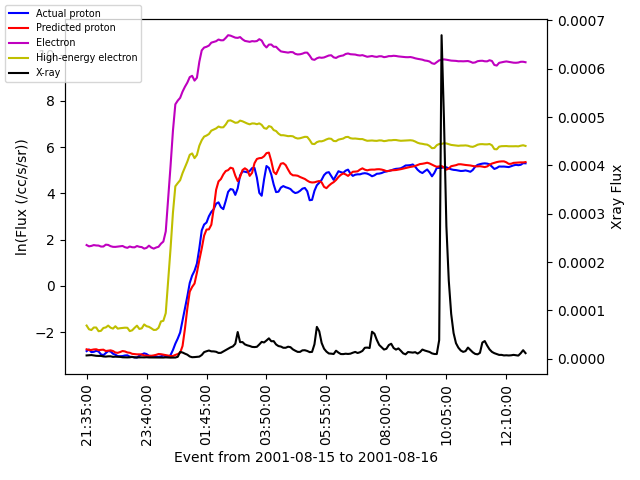 Actual proton
Predicted proton
Electron
High-energy electron
X-ray
ln(Flux (/cc/s/sr))
10
8
6
4
2
0
−2
0.0007
0.0006
0.0005
0.0004
0.0003
0.0002
0.0001
0.0000
Xray Flux
21:35:00
23:40:00
01:45:00
03:50:00
05:55:00
08:00:00
10:05:00
12:10:00
Event from 2001-08-15 to 2001-08-16